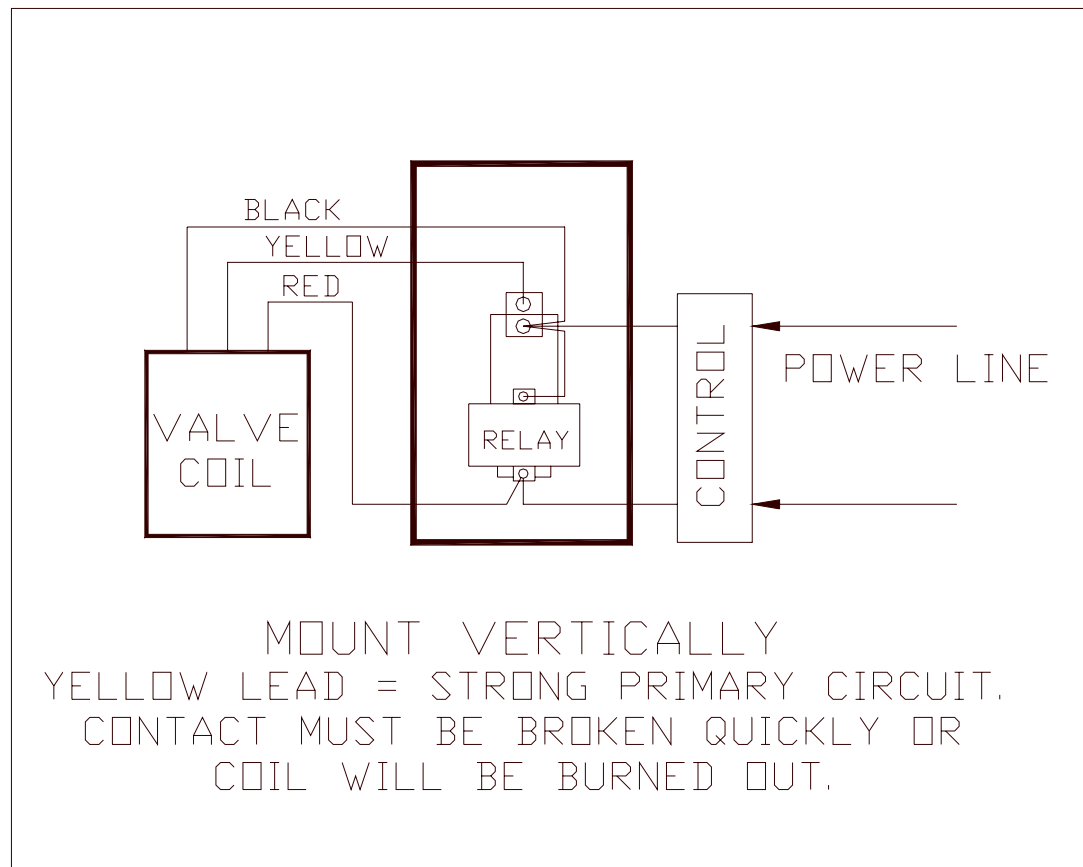 BLACK
YELLOW
RED
VALVE
COIL
RELAY
CONTROL
POWER LINE
MOUNT VERTICALLY
YELLOW LEAD = STRONG PRIMARY CIRCUIT.
CONTACT MUST BE BROKEN QUICKLY OR
COIL WILL BE BURNED OUT.